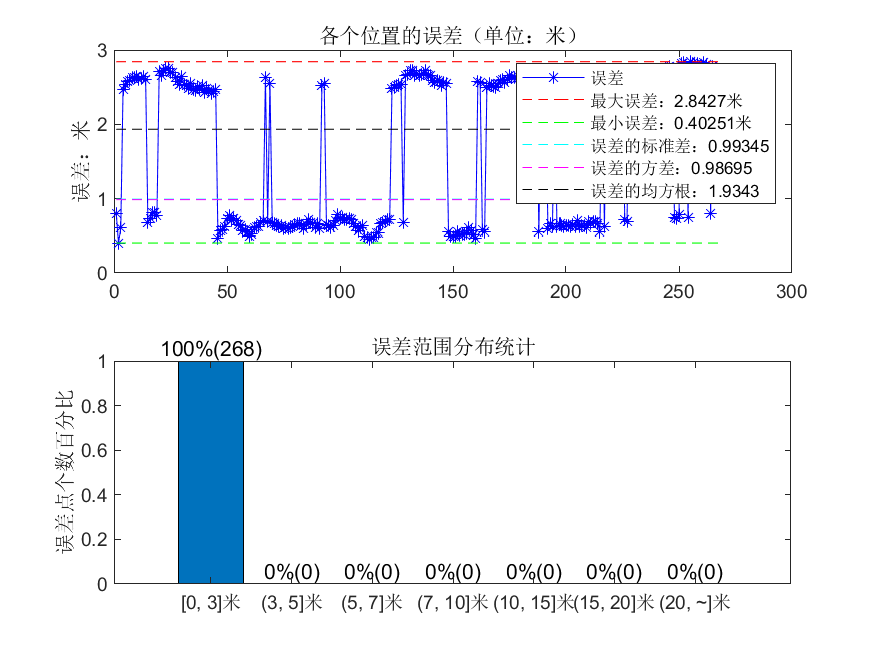 各个位置的误差（单位：米）
误差：米
3
2
1
0
0 50 100 150 200 250 300
误差
最大误差：2.8427米
最小误差：0.40251米
误差的标准差：0.99345
误差的方差：0.98695
误差的均方根：1.9343
误差范围分布统计
误差点个数百分比
100%(268)
1
0.8
0.6
0.4
0.2
0
0%(0) 0%(0) 0%(0) 0%(0) 0%(0) 0%(0)
[0, 3]米 (3, 5]米 (5, 7]米 (7, 10]米 (10, 15]米 (15, 20]米 (20, ~]米